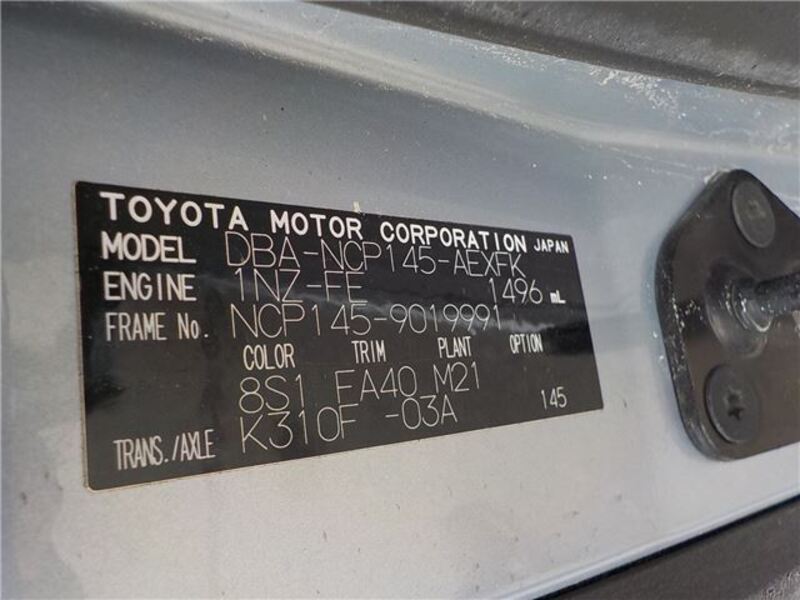 TOYOTA MOTOR CORPORATION JAPAN
MODEL DBA-NCP145-AEXFK
ENGINE 1NZ-FE 1496 mL
FRAME No. NCP145-9019991
COLOR TRIM PLANT OPTION
8S1 FA40 M21
TRANS./AXLE K310F -03A 145